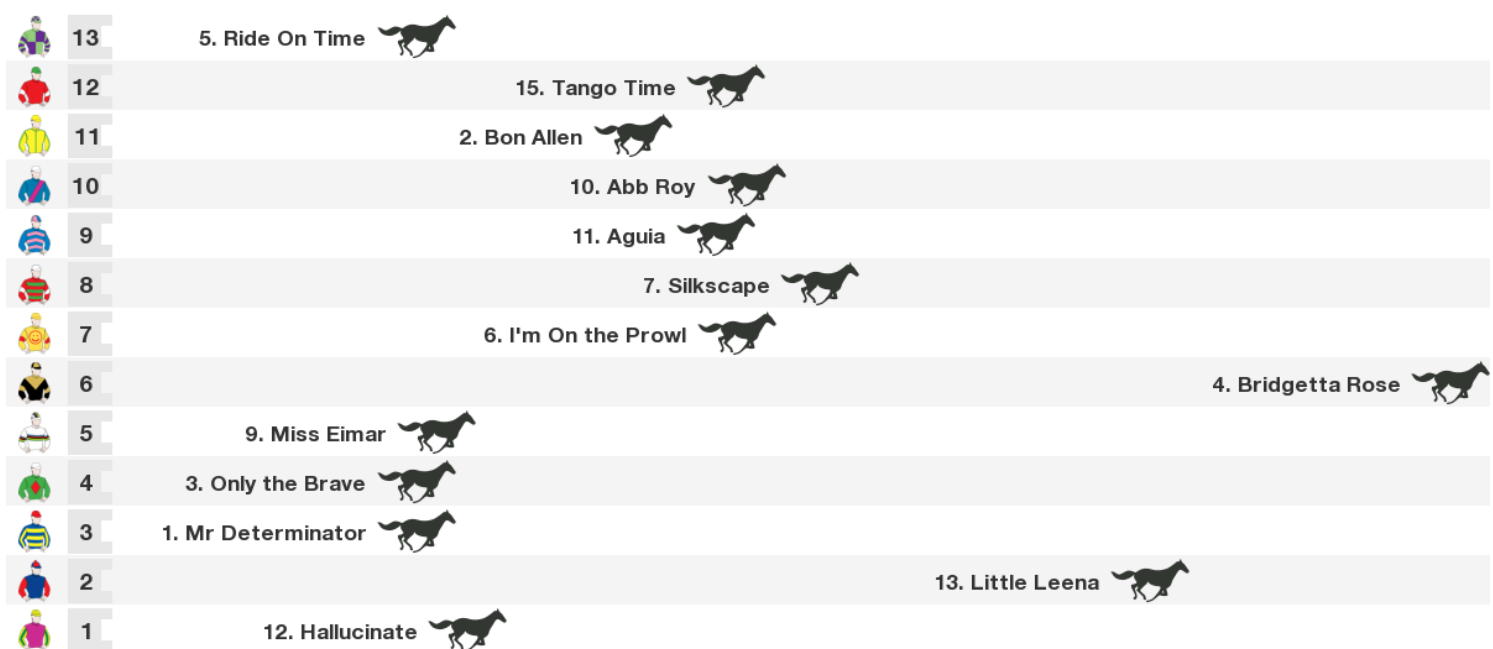 13 5. Ride On Time
12 15. Tango Time
11 2. Bon Allen
10 10. Abb Roy
9 11. Aguia
8 7. Silkscape
7 6. I'm On the Prowl
6 4. Bridgetta Rose
5 9. Miss Eimar
4 3. Only the Brave
3 1. Mr Determinator
2 13. Little Leena
1 12. Hallucinate